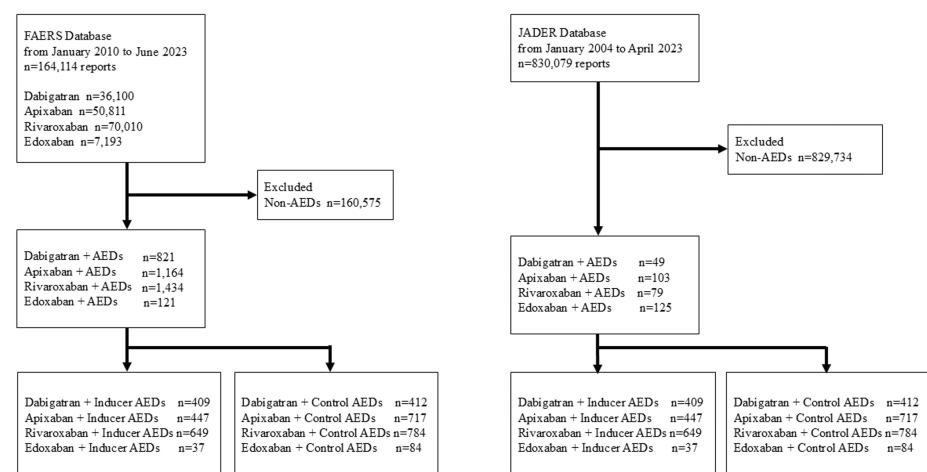 FAERS Database
from January 2010 to June 2023
n=164,114 reports
Dabigatran n=36,100
Apixaban n=50,811
Rivaroxaban n=70,010
Edoxaban n=7,193
Excluded
Non-AEDs n=160,575
Dabigatran + AEDs n=821
Apixaban + AEDs n=1,164
Rivaroxaban + AEDs n=1,434
Edoxaban + AEDs n=121
Dabigatran + Inducer AEDs n=409
Apixaban + Inducer AEDs n=447
Rivaroxaban + Inducer AEDs n=649
Edoxaban + Inducer AEDs n=37
Dabigatran + Control AEDs n=412
Apixaban + Control AEDs n=717
Rivaroxaban + Control AEDs n=784
Edoxaban + Control AEDs n=84
JADER Database
from January 2004 to April 2023
n=830,079 reports
Excluded
Non-AEDs n=829,734
Dabigatran + AEDs n=49
Apixaban + AEDs n=103
Rivaroxaban + AEDs n=79
Edoxaban + AEDs n=125
Dabigatran + Inducer AEDs n=409
Apixaban + Inducer AEDs n=447
Rivaroxaban + Inducer AEDs n=649
Edoxaban + Inducer AEDs n=37
Dabigatran + Control AEDs n=412
Apixaban + Control AEDs n=717
Rivaroxaban + Control AEDs n=784
Edoxaban + Control AEDs n=84